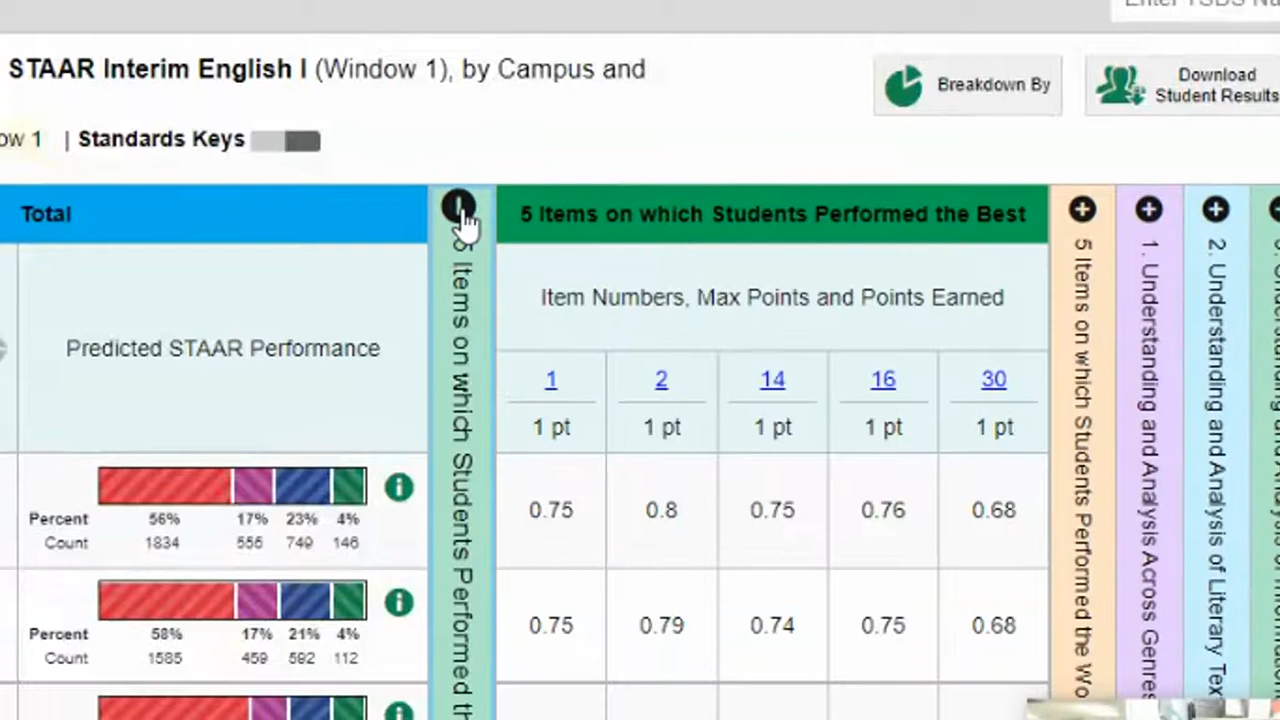 STAAR Interim English I (Window 1), by Campus and
Breakdown By
Download
Student Results
ow 1 | Standards Keys
Total
5 Items on which Students Performed the Best
5 Items on which Students Performed th
5 Items on which Students Performed the Wo
1. Understanding and Analysis Across Genres
2. Understanding and Analysis of Literary Tex
Item Numbers, Max Points and Points Earned
Predicted STAAR Performance
1 2 14 16 30
1 pt 1 pt 1 pt 1 pt 1 pt
Percent 56% 17% 23% 4%
Count 1834 555 749 146
0.75 0.8 0.75 0.76 0.68
Percent 58% 17% 21% 4%
Count 1585 459 592 112
0.75 0.79 0.74 0.75 0.68